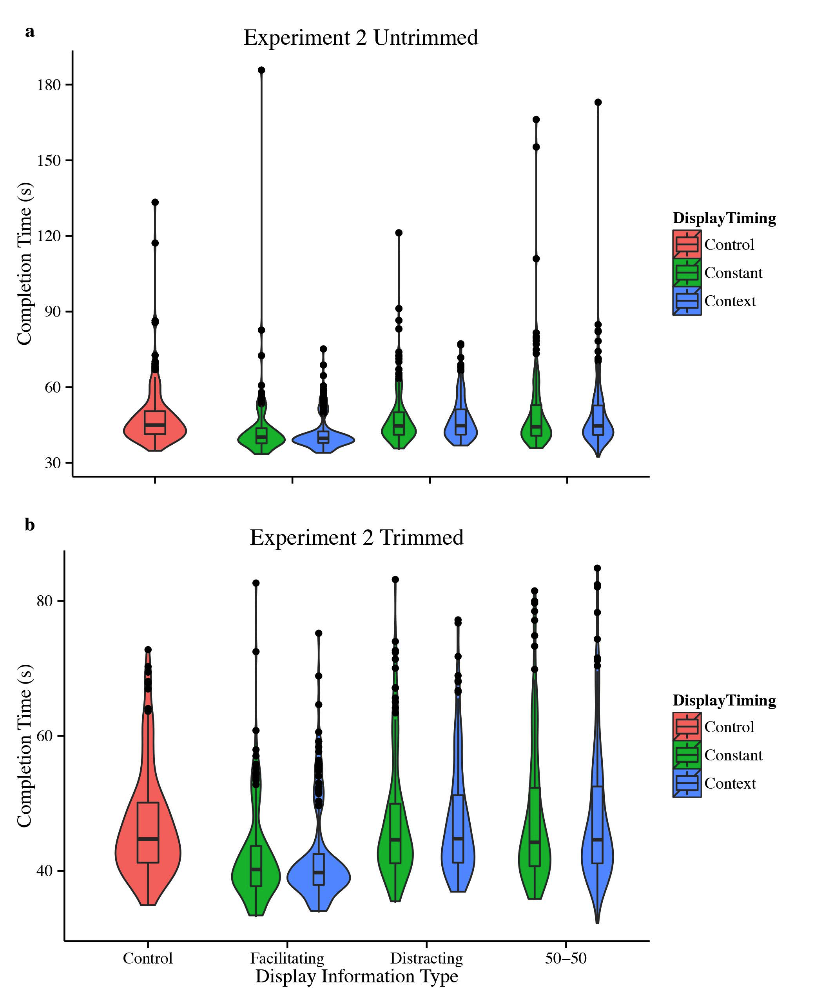 a
Experiment 2 Untrimmed
180
150
120
90
60
30
Completion Time (s)
DisplayTiming
Control
Constant
Context
b
Experiment 2 Trimmed
80
60
40
Completion Time (s)
DisplayTiming
Control
Constant
Context
Control Facilitating Distracting 50–50
Display Information Type